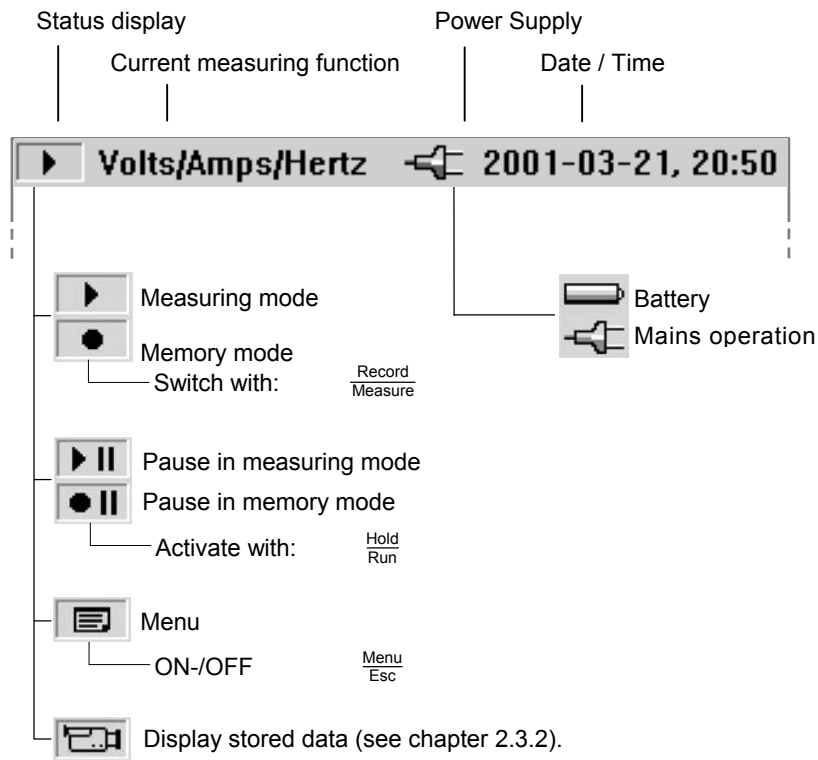 Status display
Power Supply
Current measuring function
Date / Time
Volts/Amps/Hertz
2001-03-21, 20:50
Measuring mode
Battery
Mains operation
Memory mode
Switch with:
Record
Measure
Pause in measuring mode
Pause in memory mode
Activate with:
Hold
Run
Menu
ON-/OFF
Menu
Esc
Display stored data (see chapter 2.3.2).